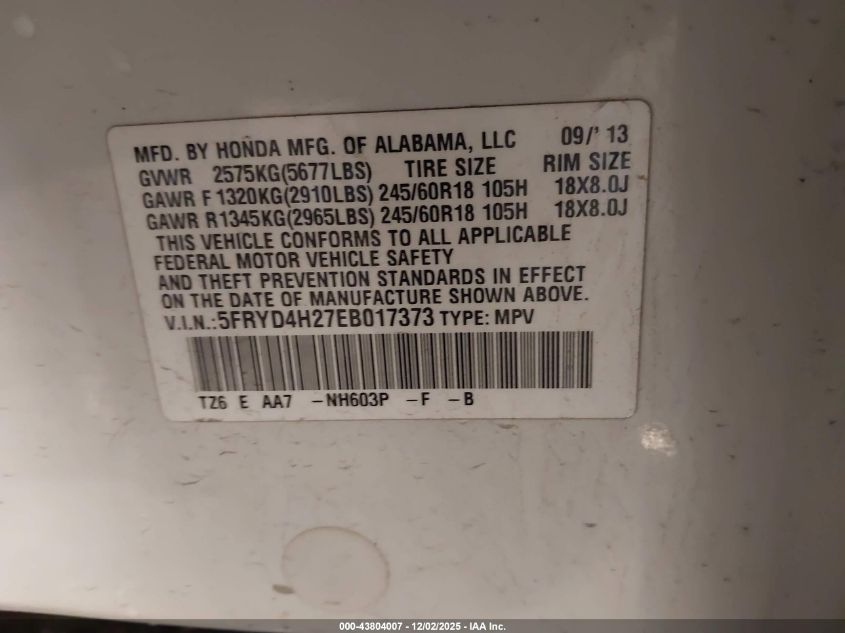 MFD. BY HONDA MFG. OF ALABAMA, LLC 09/' 13
GVWR 2575KG(5677LBS) TIRE SIZE RIM SIZE
GAWR F 1320KG(2910LBS) 245/60R18 105H 18X8.0J
GAWR R1345KG(2965LBS) 245/60R18 105H 18X8.0J
THIS VEHICLE CONFORMS TO ALL APPLICABLE
FEDERAL MOTOR VEHICLE SAFETY
AND THEFT PREVENTION STANDARDS IN EFFECT
ON THE DATE OF MANUFACTURE SHOWN ABOVE.
V.I.N.:5FRYD4H27EB017373 TYPE: MPV
TZ6 E AA7 -NH603P -F -B
000-43804007 - 12/02/2025 - IAA Inc.